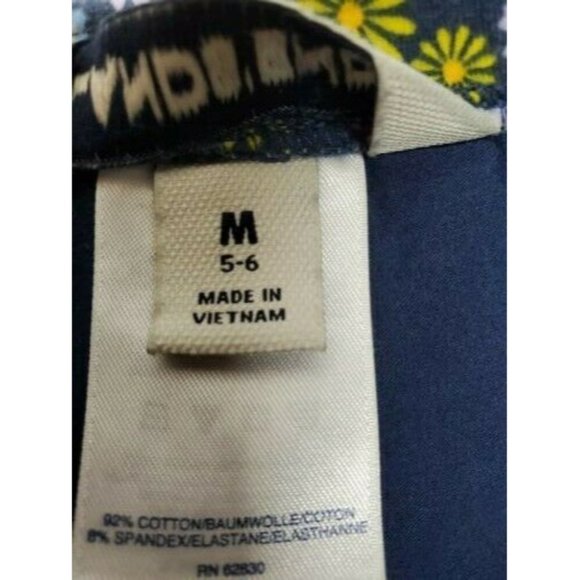 M
5-6
MADE IN
VIETNAM
92% COTTON/BAUMWOLLE/COTON
8% SPANDEX/ELASTANE/ELASTHANNE
RN 62830